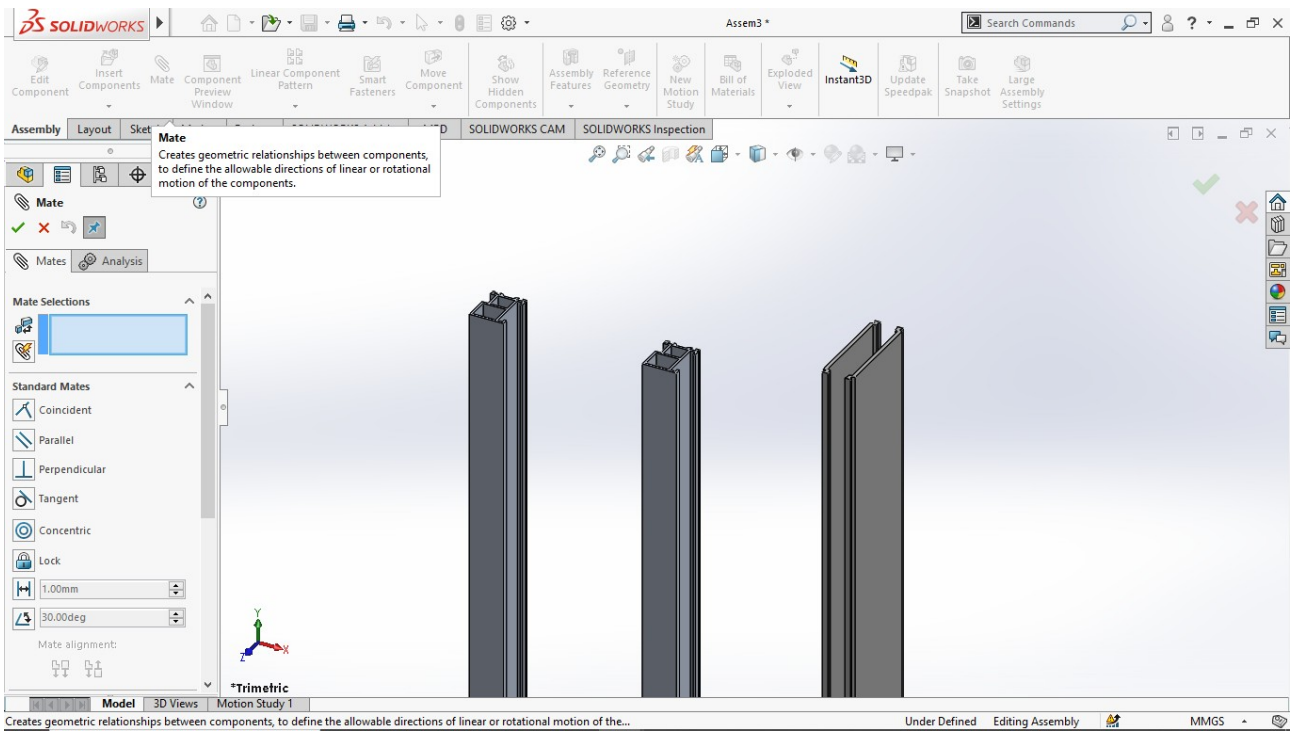 SOLIDWORKS
Assem3 *
Search Commands
?
Edit Component
Insert Components
Mate
Component Preview Window
Linear Component Pattern
Smart Fasteners
Move Component
Show Hidden Components
Assembly Features
Reference Geometry
New Motion Study
Bill of Materials
Exploded View
Instant3D
Update Speedpak
Take Snapshot
Large Assembly Settings
Assembly
Layout
SOLIDWORKS CAM
SOLIDWORKS Inspection
Mate
Creates geometric relationships between components,
to define the allowable directions of linear or rotational
motion of the components.
Mate
Mates
Analysis
Mate Selections
Standard Mates
Coincident
Parallel
Perpendicular
Tangent
Concentric
Lock
1.00mm
30.00deg
Mate alignment:
Y
X
Z
*Trimetric
Model
3D Views
Motion Study 1
Creates geometric relationships between components, to define the allowable directions of linear or rotational motion of the...
Under Defined
Editing Assembly
MMGS